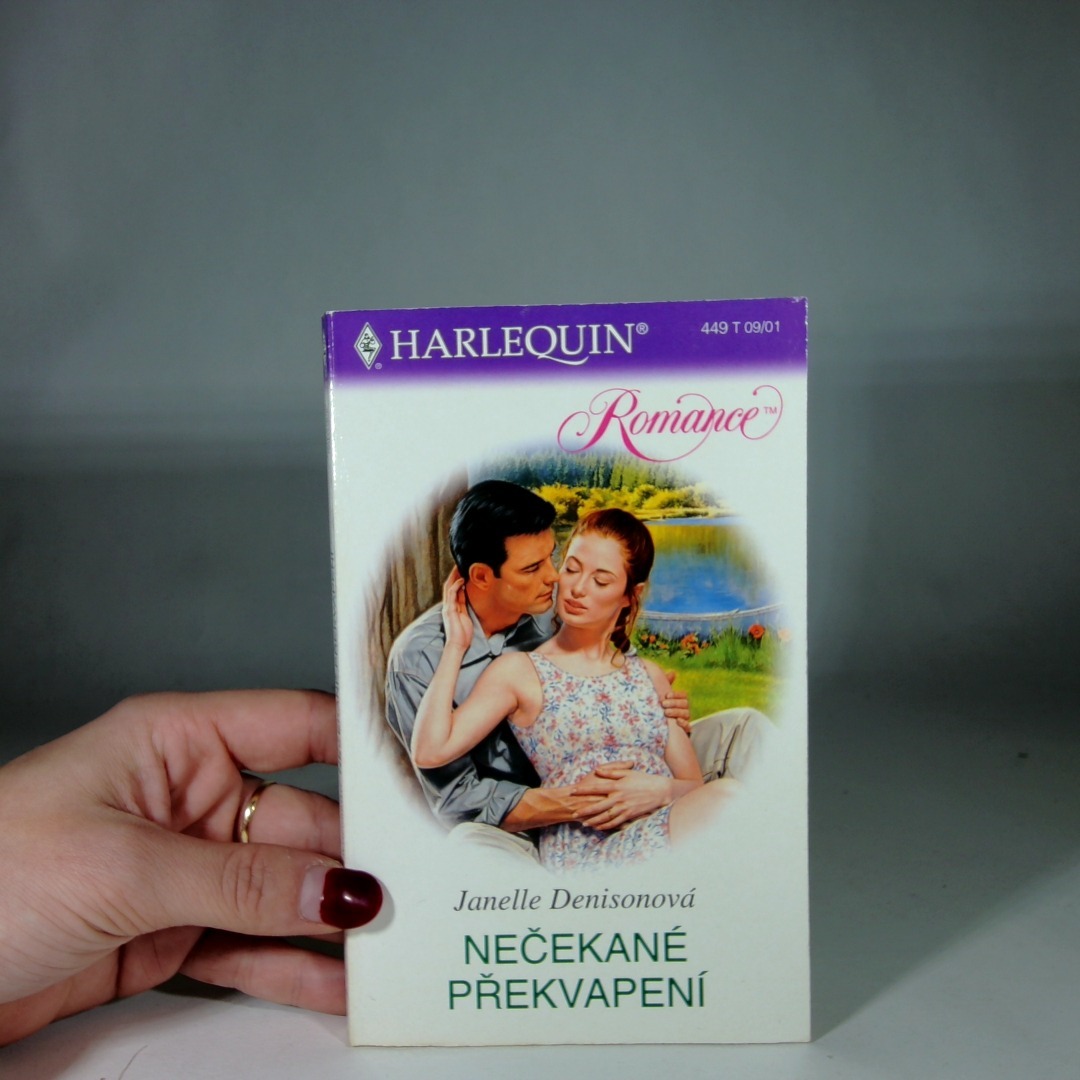 HARLEQUIN®
449 T 09/01
Romance™
Janelle Denisonová
NEČEKANÉ
PŘEKVAPENÍ